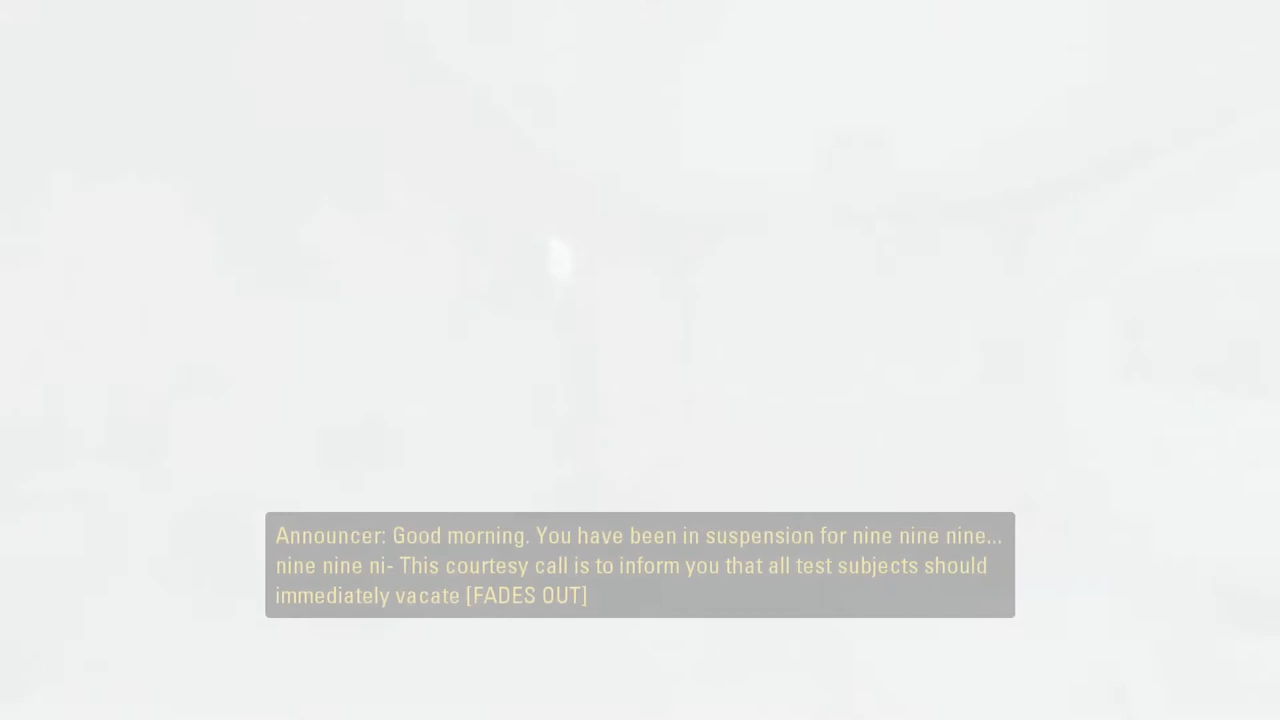 Announcer: Good morning. You have been in suspension for nine nine nine...
nine nine ni- This courtesy call is to inform you that all test subjects should
immediately vacate [FADES OUT]